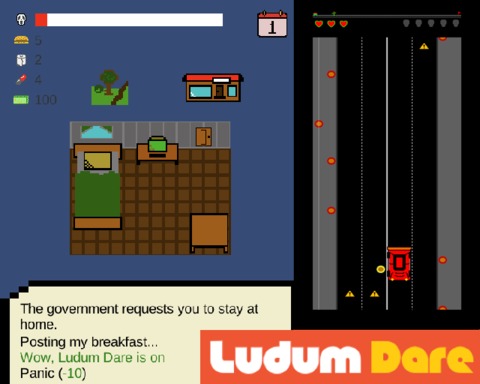 1
5
2
4
100
The government requests you to stay at
home.
Posting my breakfast...
Wow, Ludum Dare is on
Panic (-10)
Ludum Dare